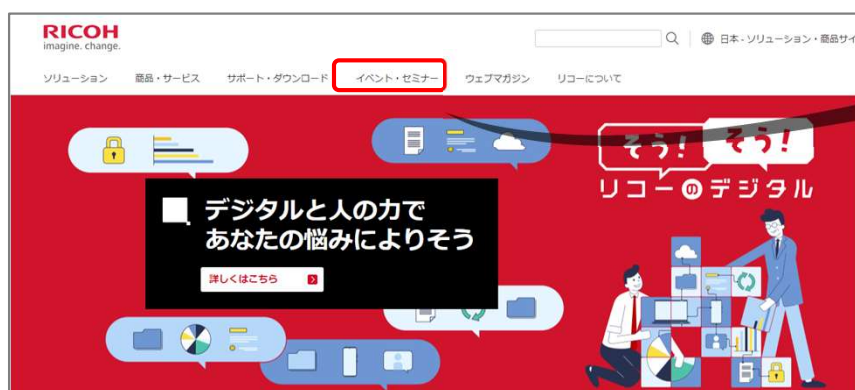 RICOH
imagine. change.
日本 - ソリューション・商品サイ
ソリューション 商品・サービス サポート・ダウンロード イベント・セミナー ウェブマガジン リコーについて
そう! そう!
リコーのデジタル
デジタルと人の力で
あなたの悩みによりそう
詳しくはこちら